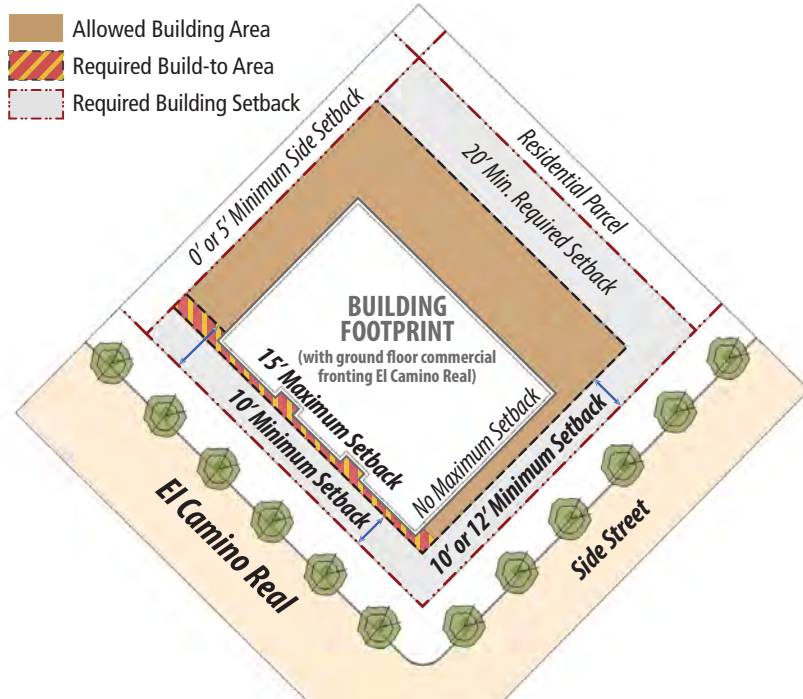 Allowed Building Area
Required Build-to Area
Required Building Setback
0’ or 5’ Minimum Side Setback
Residential Parcel
20’ Min. Required Setback
BUILDING
FOOTPRINT
(with ground floor commercial
fronting El Camino Real)
15’ Maximum Setback
10’ Minimum Setback
No Maximum Setback
10’ or 12’ Minimum Setback
El Camino Real
Side Street